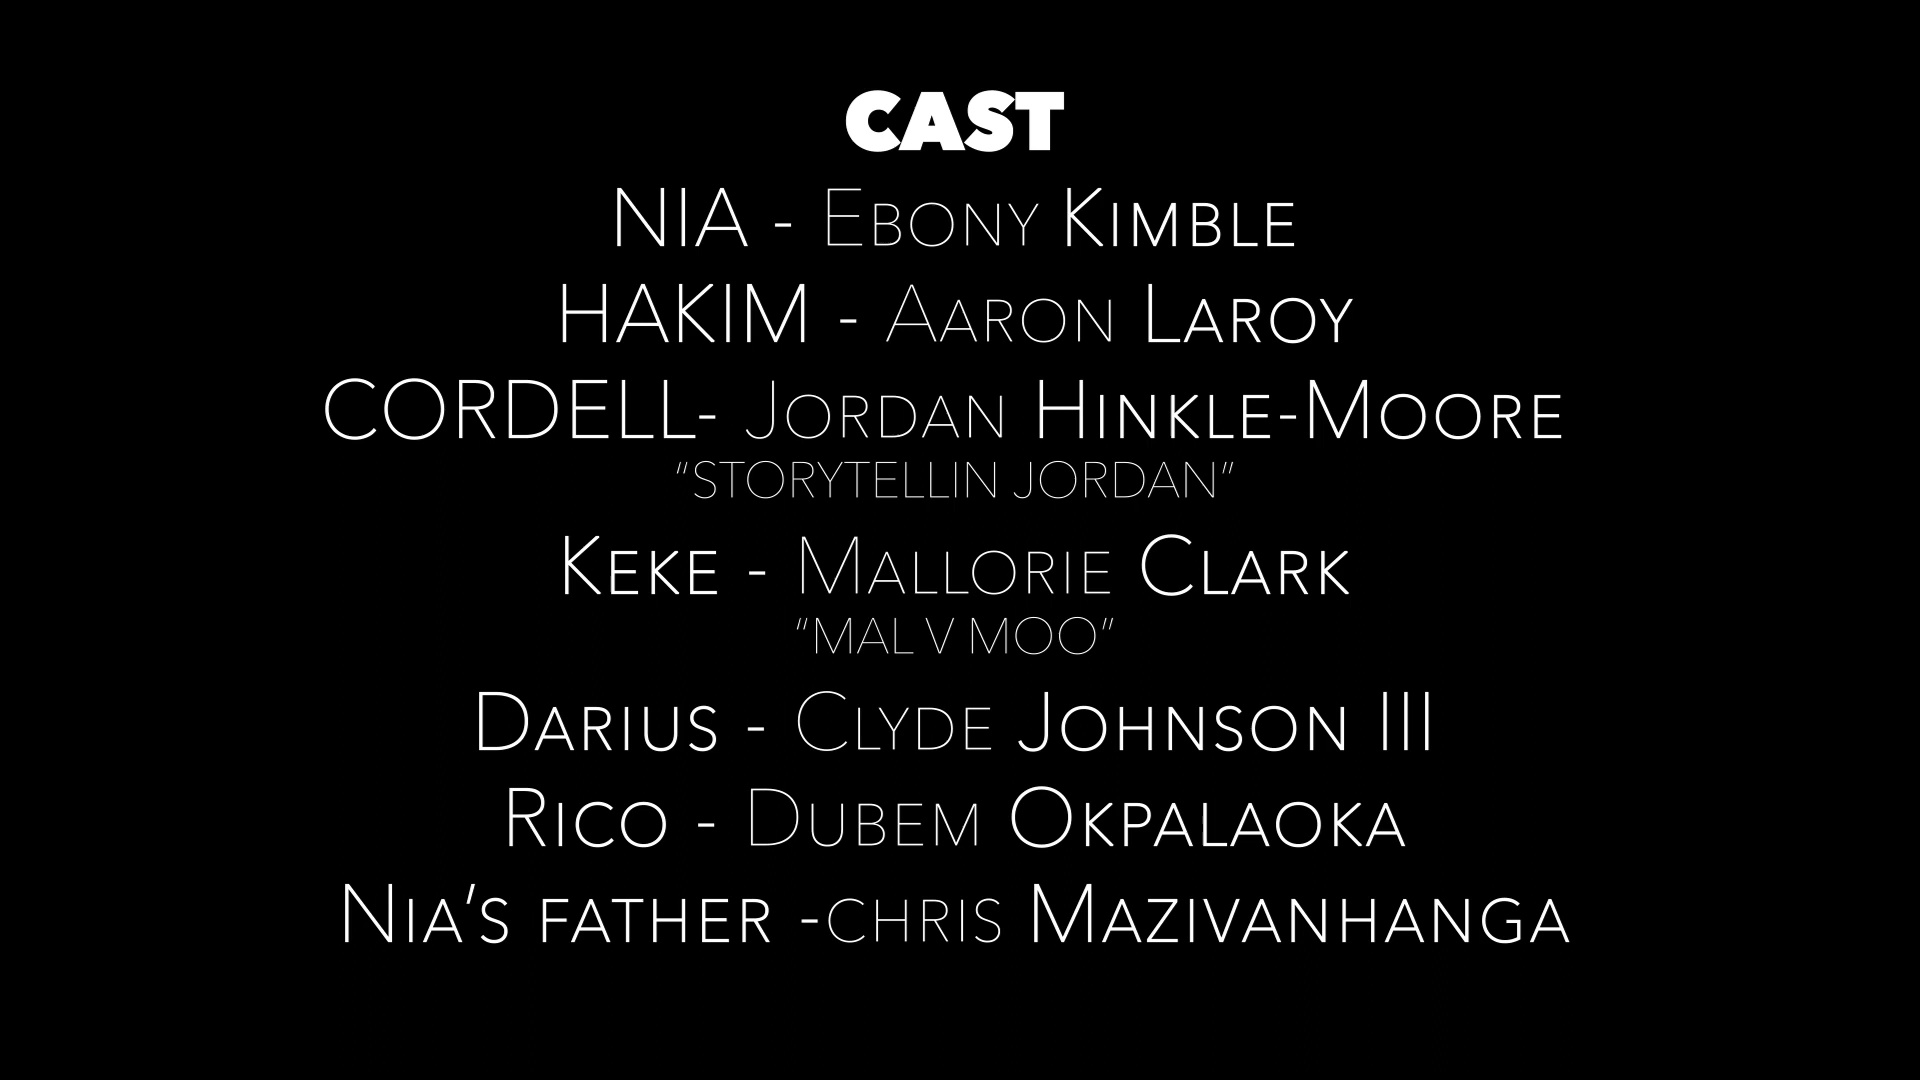 CAST
NIA - Ebony Kimble
HAKIM - Aaron Laroy
CORDELL- Jordan Hinkle-Moore
“STORYTELLIN JORDAN”
Keke - Mallorie Clark
“MAL V MOO”
Darius - Clyde Johnson III
Rico - Dubem Okpalaoka
Nia’s father -chris Mazivanhanga